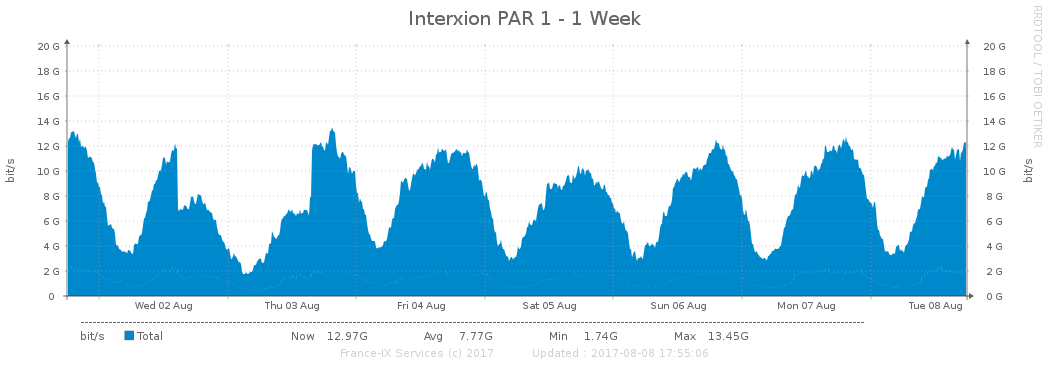 Interxion PAR 1 - 1 Week
RRDTOOL / TOBI OETIKER
bit/s
20 G 20 G
18 G 18 G
16 G 16 G
14 G 14 G
12 G 12 G
10 G 10 G
8 G 8 G
6 G 6 G
4 G 4 G
2 G 2 G
0 0 G
bit/s
Wed 02 Aug Thu 03 Aug Fri 04 Aug Sat 05 Aug Sun 06 Aug Mon 07 Aug Tue 08 Aug
bit/s Total Now 12.97G Avg 7.77G Min 1.74G Max 13.45G
France-IX Services (c) 2017 Updated : 2017-08-08 17:55:06